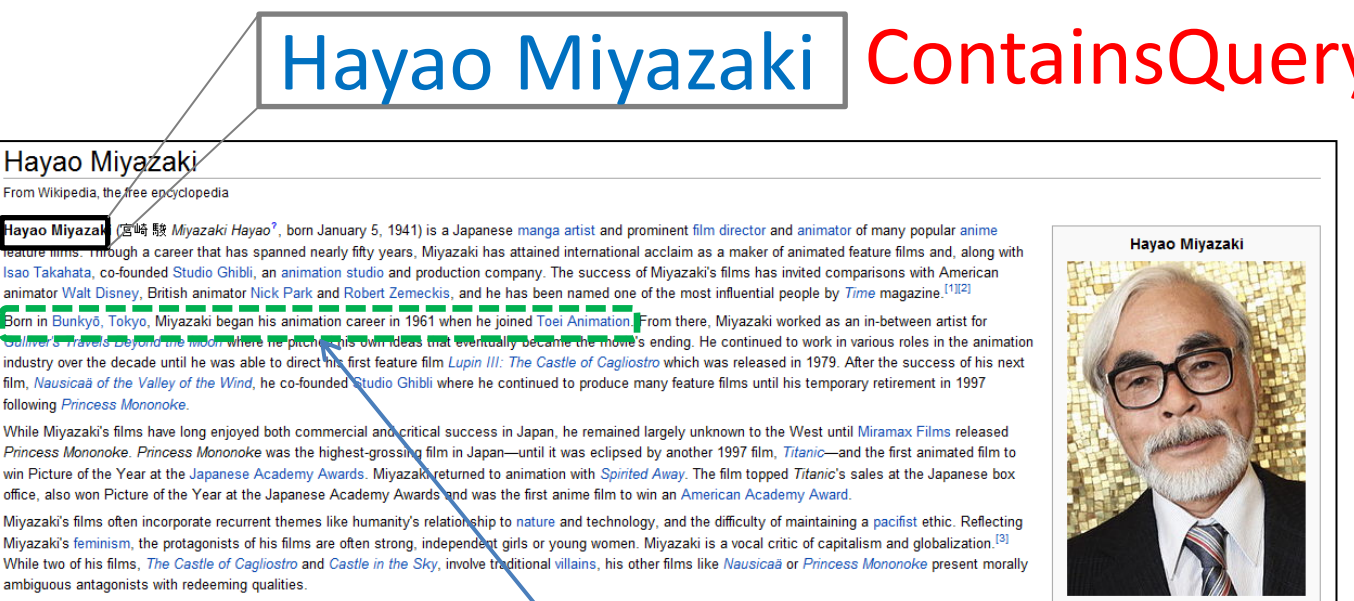 Hayao Miyazaki ContainsQuery
Hayao Miyazaki
From Wikipedia, the free encyclopedia
Hayao Miyazaki (宮崎 駿 Miyazaki Hayao?, born January 5, 1941) is a Japanese manga artist and prominent film director and animator of many popular anime
feature films. Through a career that has spanned nearly fifty years, Miyazaki has attained international acclaim as a maker of animated feature films and, along with
Isao Takahata, co-founded Studio Ghibli, an animation studio and production company. The success of Miyazaki's films has invited comparisons with American
animator Walt Disney, British animator Nick Park and Robert Zemeckis, and he has been named one of the most influential people by Time magazine.[1][2]
Born in Bunkyō, Tokyo, Miyazaki began his animation career in 1961 when he joined Toei Animation. From there, Miyazaki worked as an in-between artist for
Gulliver's Travels Beyond the Moon where he pitched his own ideas that eventually became the movie's ending. He continued to work in various roles in the animation
industry over the decade until he was able to direct his first feature film Lupin III: The Castle of Cagliostro which was released in 1979. After the success of his next
film, Nausicaä of the Valley of the Wind, he co-founded Studio Ghibli where he continued to produce many feature films until his temporary retirement in 1997
following Princess Mononoke.
While Miyazaki's films have long enjoyed both commercial and critical success in Japan, he remained largely unknown to the West until Miramax Films released
Princess Mononoke. Princess Mononoke was the highest-grossing film in Japan—until it was eclipsed by another 1997 film, Titanic—and the first animated film to
win Picture of the Year at the Japanese Academy Awards. Miyazaki returned to animation with Spirited Away. The film topped Titanic's sales at the Japanese box
office, also won Picture of the Year at the Japanese Academy Awards and was the first anime film to win an American Academy Award.
Miyazaki's films often incorporate recurrent themes like humanity's relationship to nature and technology, and the difficulty of maintaining a pacifist ethic. Reflecting
Miyazaki's feminism, the protagonists of his films are often strong, independent girls or young women. Miyazaki is a vocal critic of capitalism and globalization.[3]
While two of his films, The Castle of Cagliostro and Castle in the Sky, involve traditional villains, his other films like Nausicaä or Princess Mononoke present morally
ambiguous antagonists with redeeming qualities.
Hayao Miyazaki